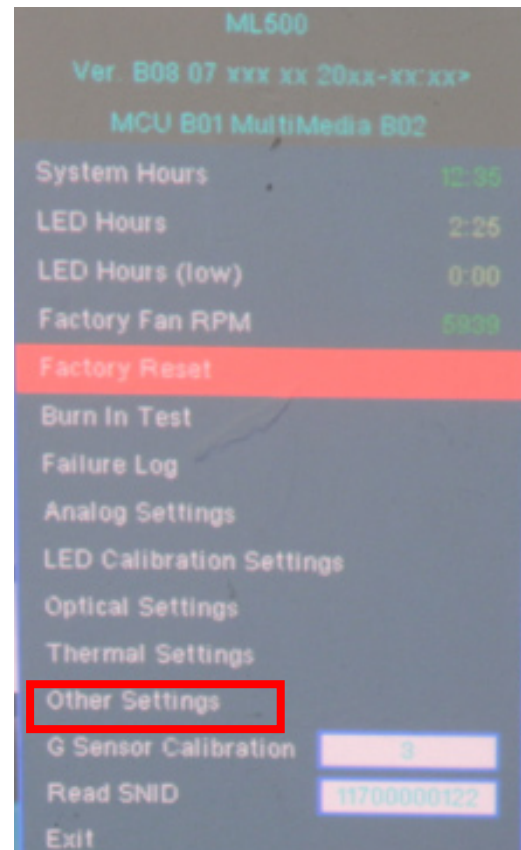 ML500
Ver. B08 07 xxx xx 20xx-xx:xx>
MCU B01 MultiMedia B02
System Hours 12:35
LED Hours 2:25
LED Hours (low) 0:00
Factory Fan RPM 5939
Factory Reset
Burn In Test
Failure Log
Analog Settings
LED Calibration Settings
Optical Settings
Thermal Settings
Other Settings
G Sensor Calibration 3
Read SNID 11700000122
Exit